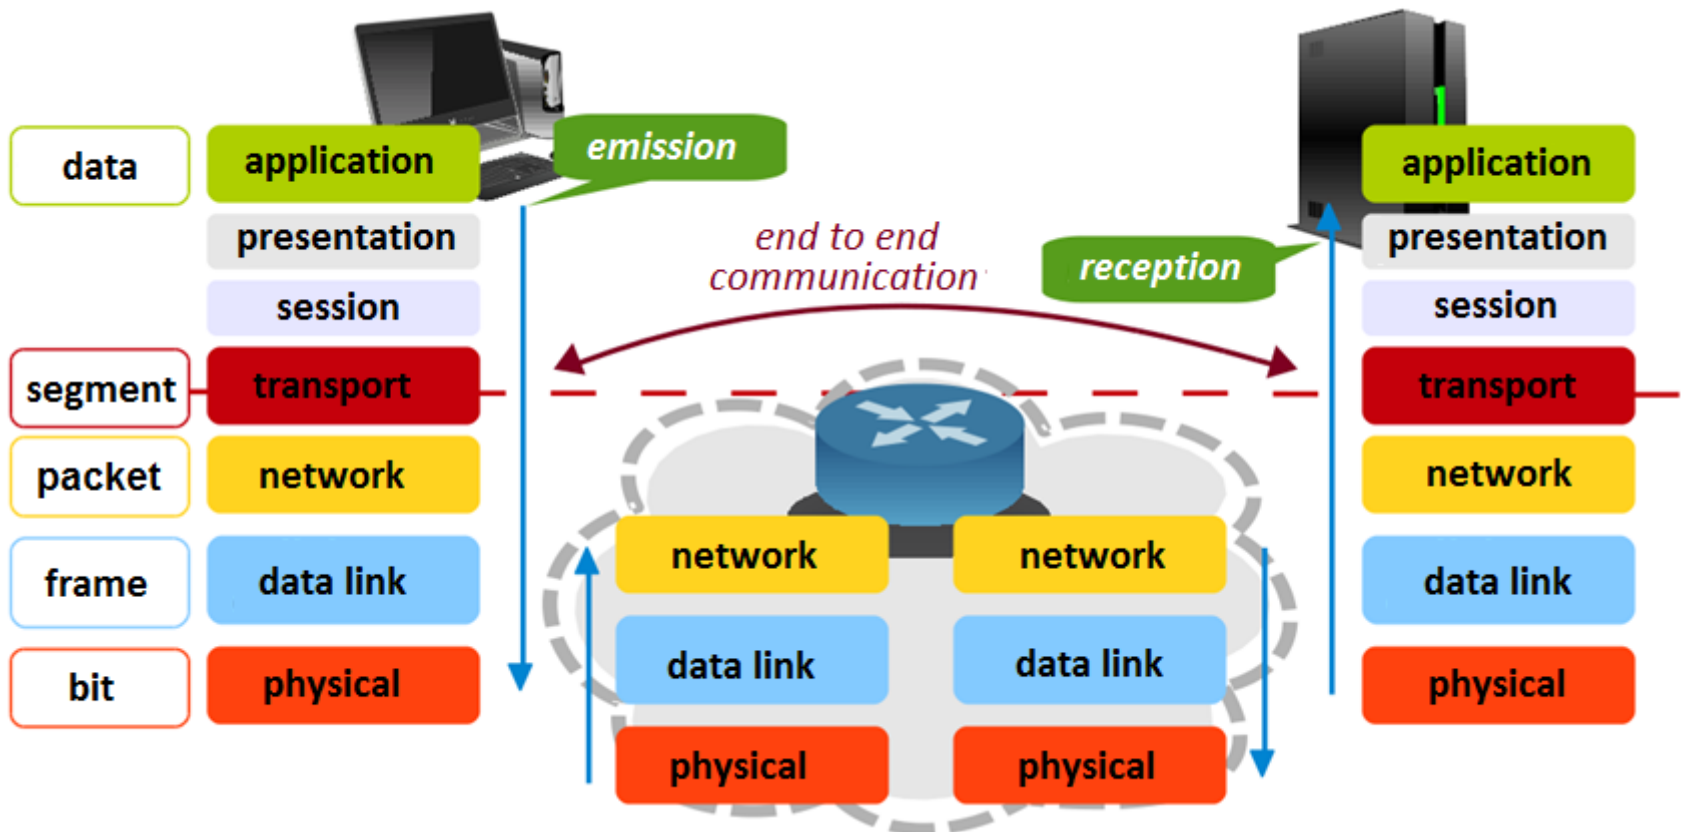 data
application
emission
application
presentation
end to end
communication
presentation
reception
session
session
segment
transport
transport
packet
network
network
network
network
frame
data link
data link
data link
data link
bit
physical
physical
physical
physical